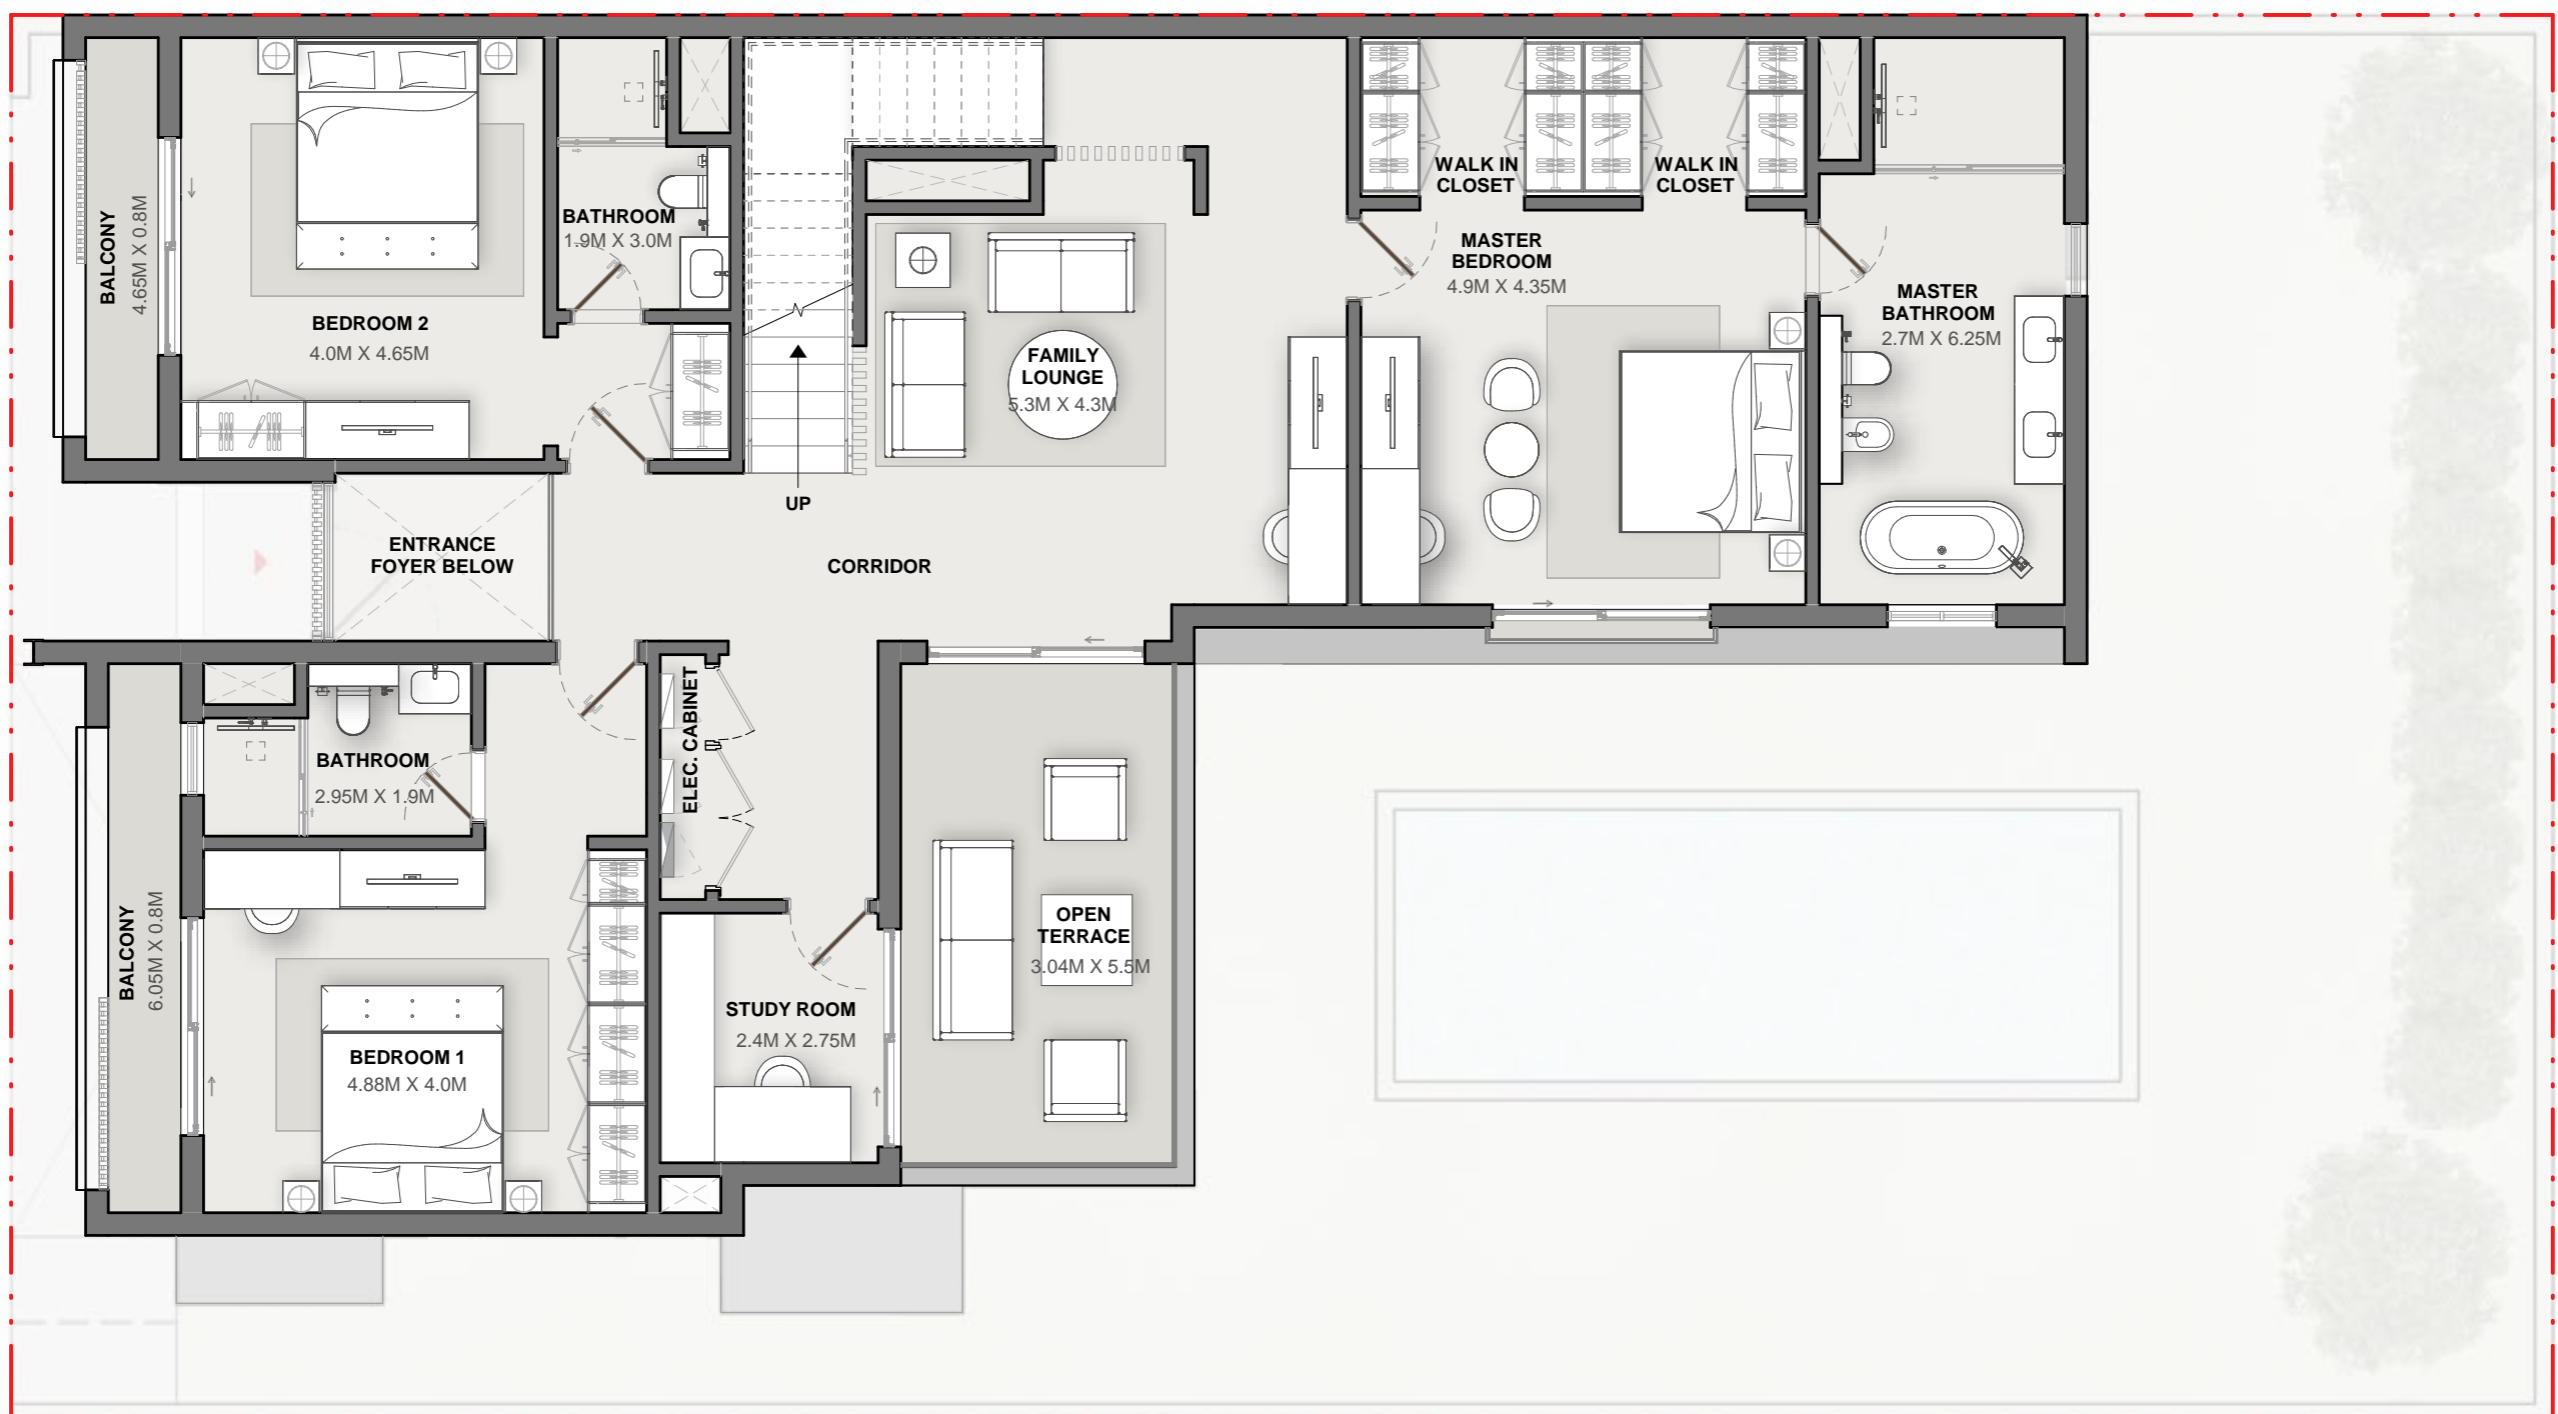 BALCONY
4.65M X 0.8M
BEDROOM 2
4.0M X 4.65M
BATHROOM
1.9M X 3.0M
WALK IN
CLOSET
WALK IN
CLOSET
MASTER
BEDROOM
4.9M X 4.35M
MASTER
BATHROOM
2.7M X 6.25M
FAMILY
LOUNGE
5.3M X 4.3M
UP
ENTRANCE
FOYER BELOW
CORRIDOR
ELEC. CABINET
BATHROOM
2.95M X 1.9M
BALCONY
6.05M X 0.8M
BEDROOM 1
4.88M X 4.0M
STUDY ROOM
2.4M X 2.75M
OPEN
TERRACE
3.04M X 5.5M